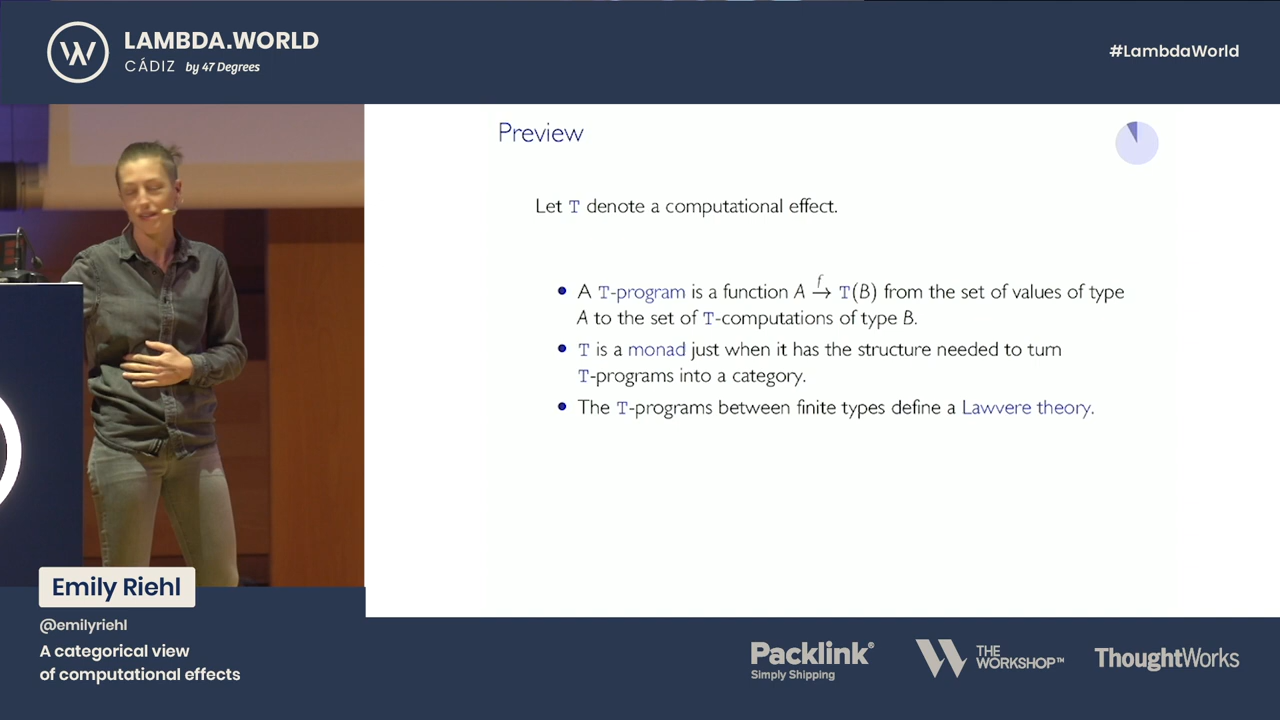 LAMBDA.WORLD
CÁDIZ by 47 Degrees
#LambdaWorld
Preview
Let T denote a computational effect.
• A T-program is a function A →f T(B) from the set of values of type
A to the set of T-computations of type B.
• T is a monad just when it has the structure needed to turn
T-programs into a category.
• The T-programs between finite types define a Lawvere theory.
Emily Riehl
@emilyriehl
A categorical view
of computational effects
Packlink®
Simply Shipping
THE
WORKSHOP™
ThoughtWorks